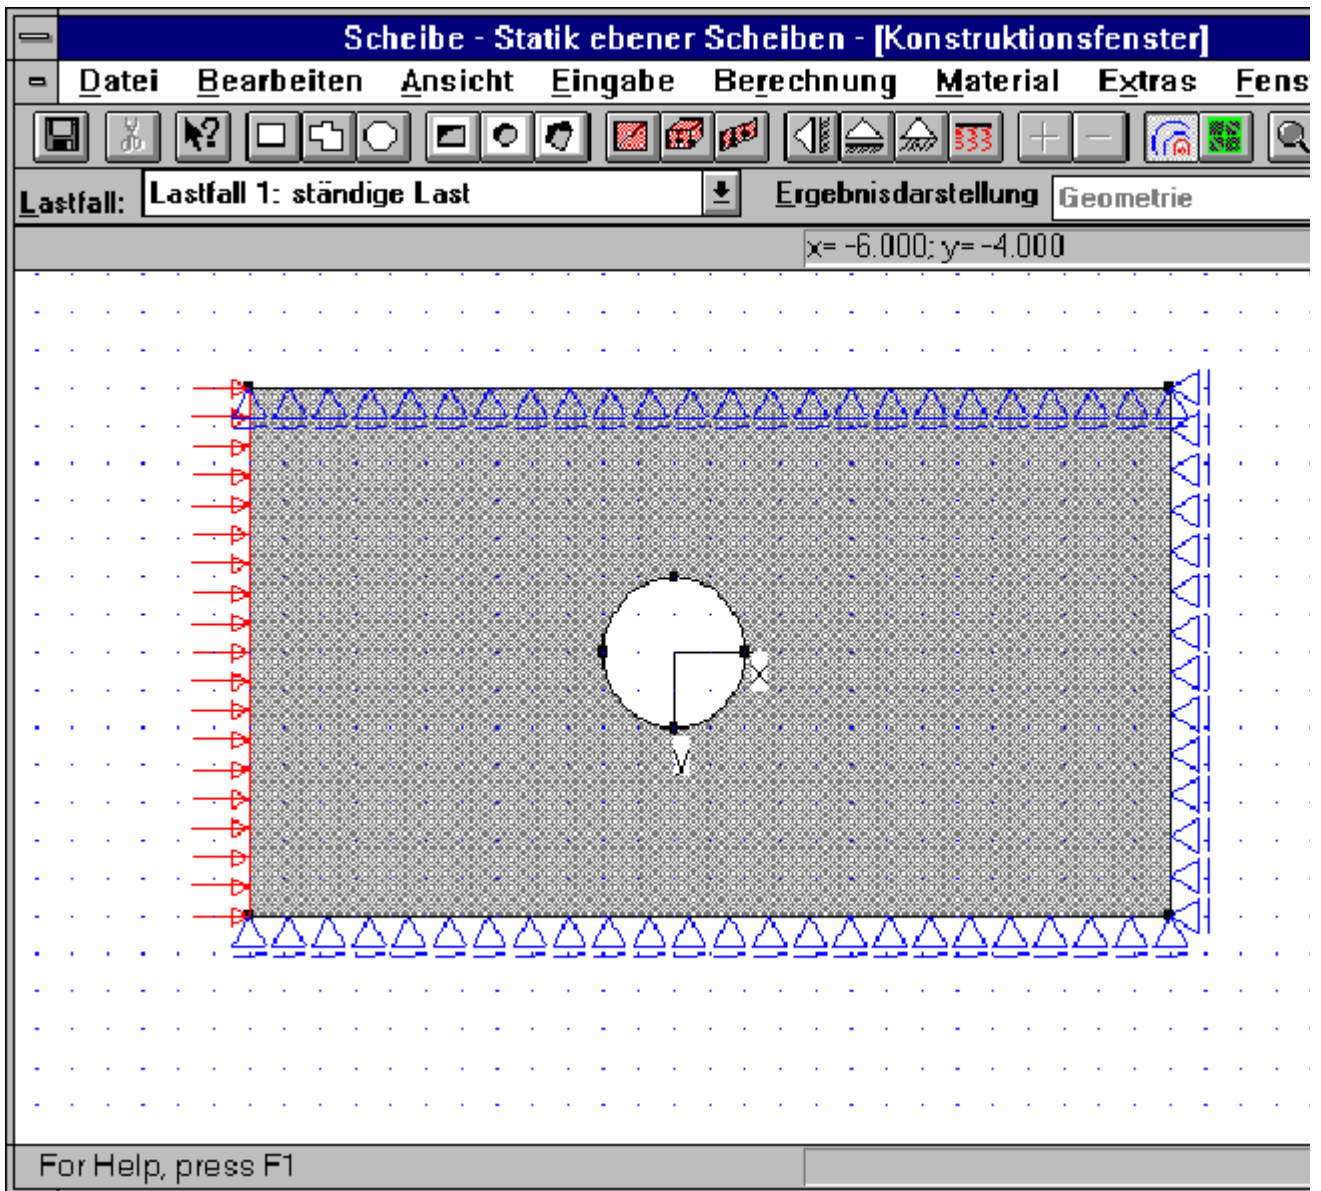 Scheibe - Statik ebener Scheiben - [Konstruktionsfenster]
Datei Bearbeiten Ansicht Eingabe Berechnung Material Extras Fens
Lastfall: Lastfall 1: ständige Last Ergebnisdarstellung Geometrie
x= -6.000; y= -4.000
x
y
For Help, press F1